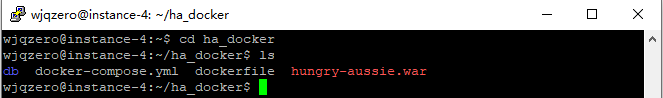 wjqzero@instance-4: ~/ha_docker
wjqzero@instance-4:~$ cd ha_docker
wjqzero@instance-4:~/ha_docker$ ls
db  docker-compose.yml  dockerfile  hungry-aussie.war
wjqzero@instance-4:~/ha_docker$